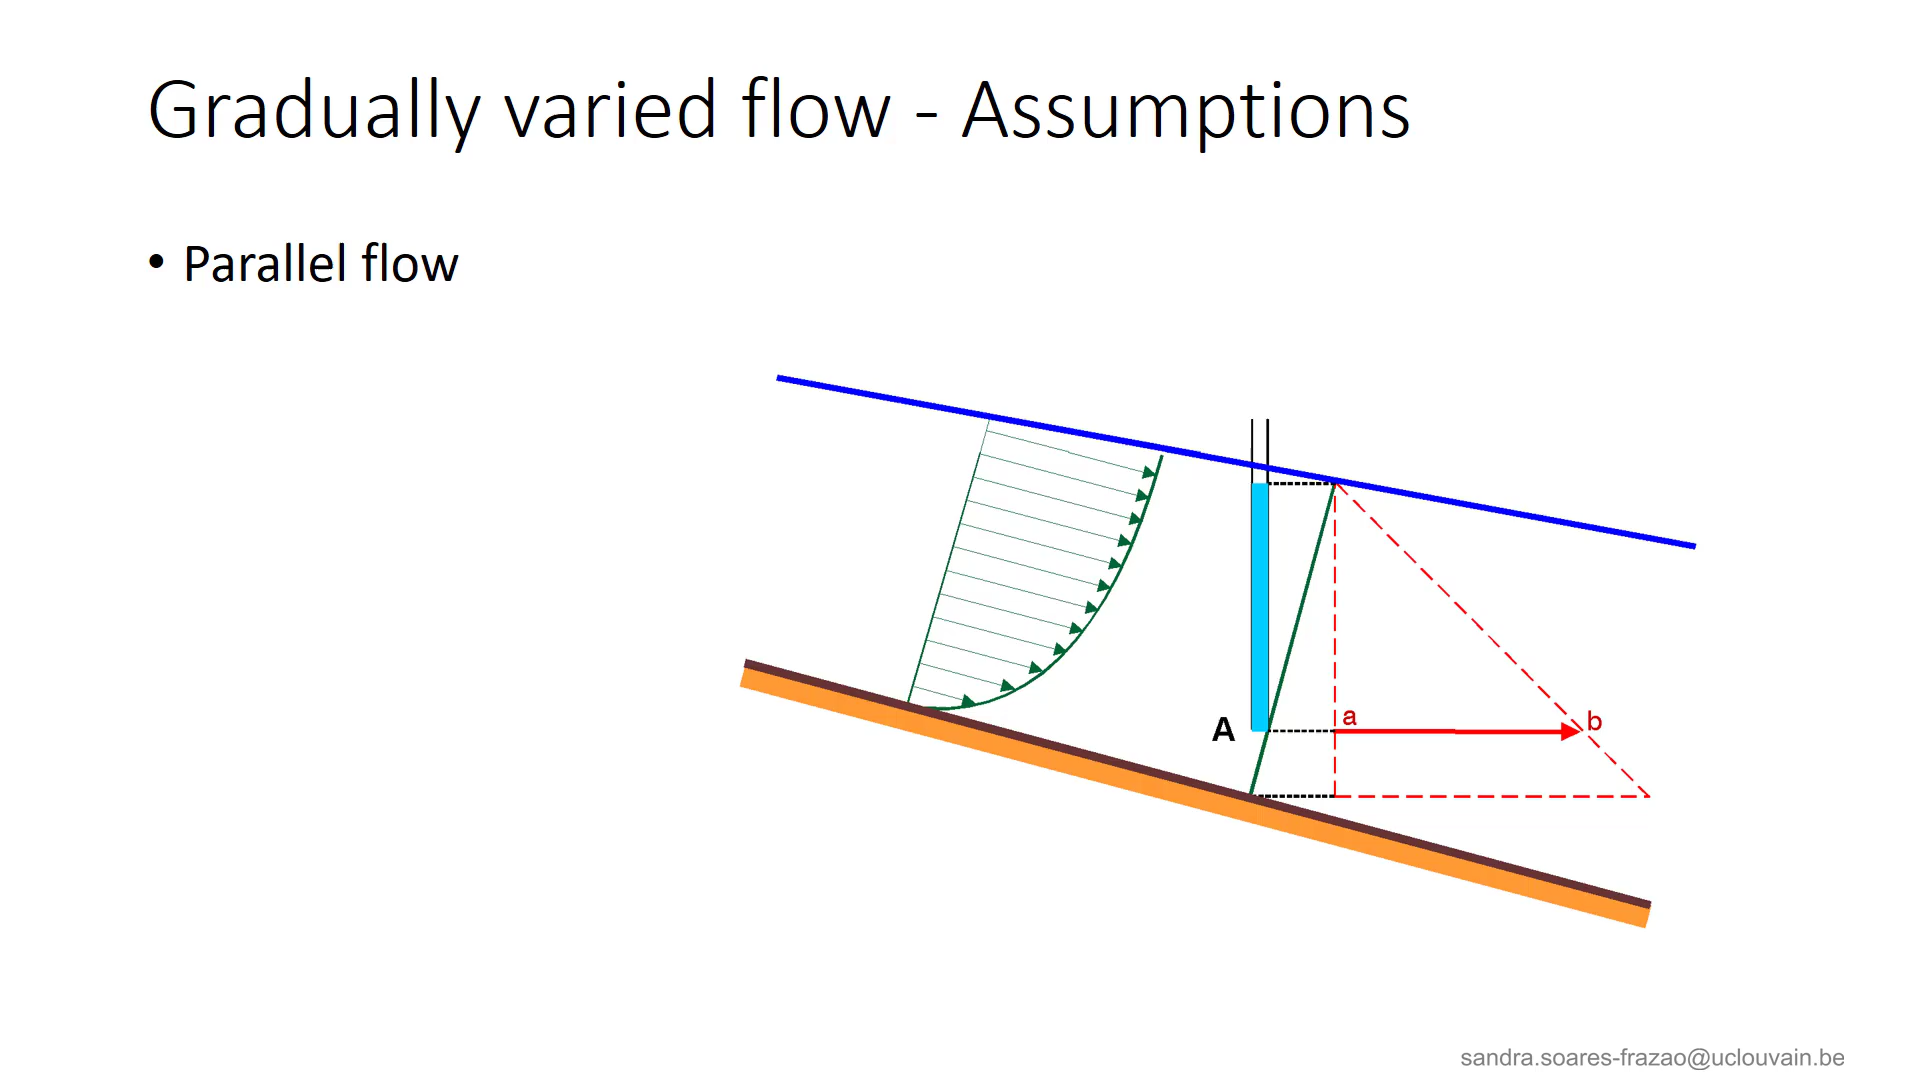 Gradually varied flow - Assumptions
• Parallel flow
A
a
b
sandra.soares-frazao@uclouvain.be